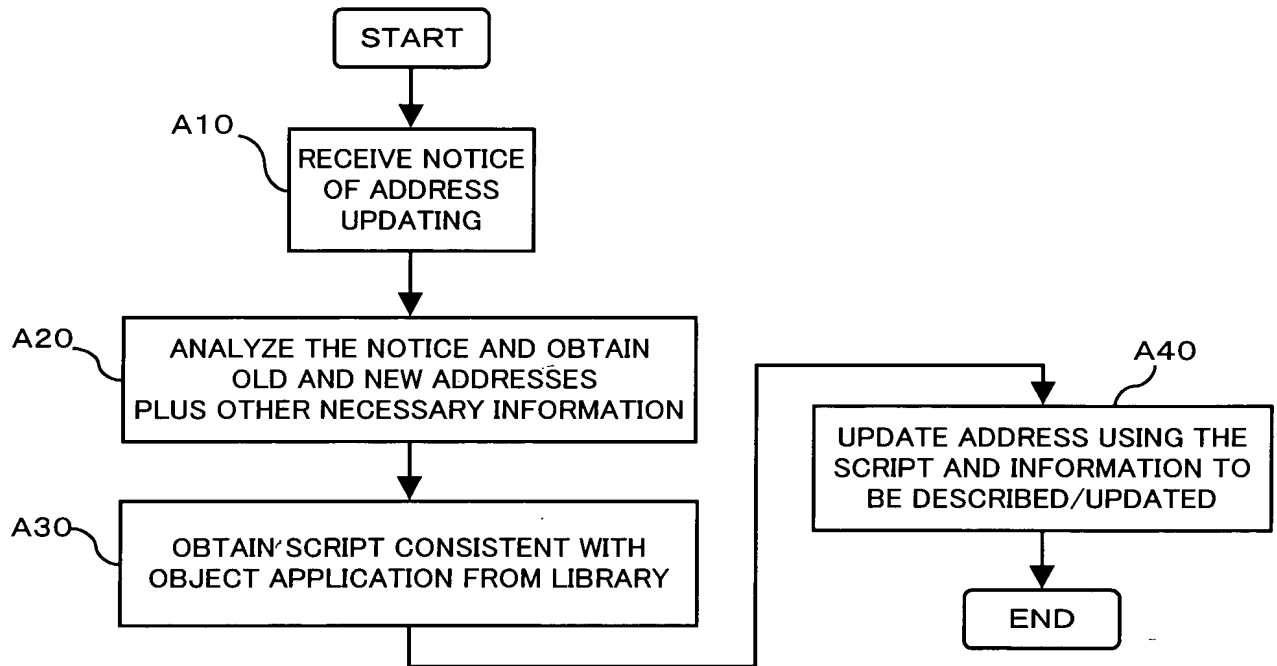 START
A10
RECEIVE NOTICE
OF ADDRESS
UPDATING
A20
ANALYZE THE NOTICE AND OBTAIN
OLD AND NEW ADDRESSES
PLUS OTHER NECESSARY INFORMATION
A30
OBTAIN SCRIPT CONSISTENT WITH
OBJECT APPLICATION FROM LIBRARY
A40
UPDATE ADDRESS USING THE
SCRIPT AND INFORMATION TO
BE DESCRIBED/UPDATED
END